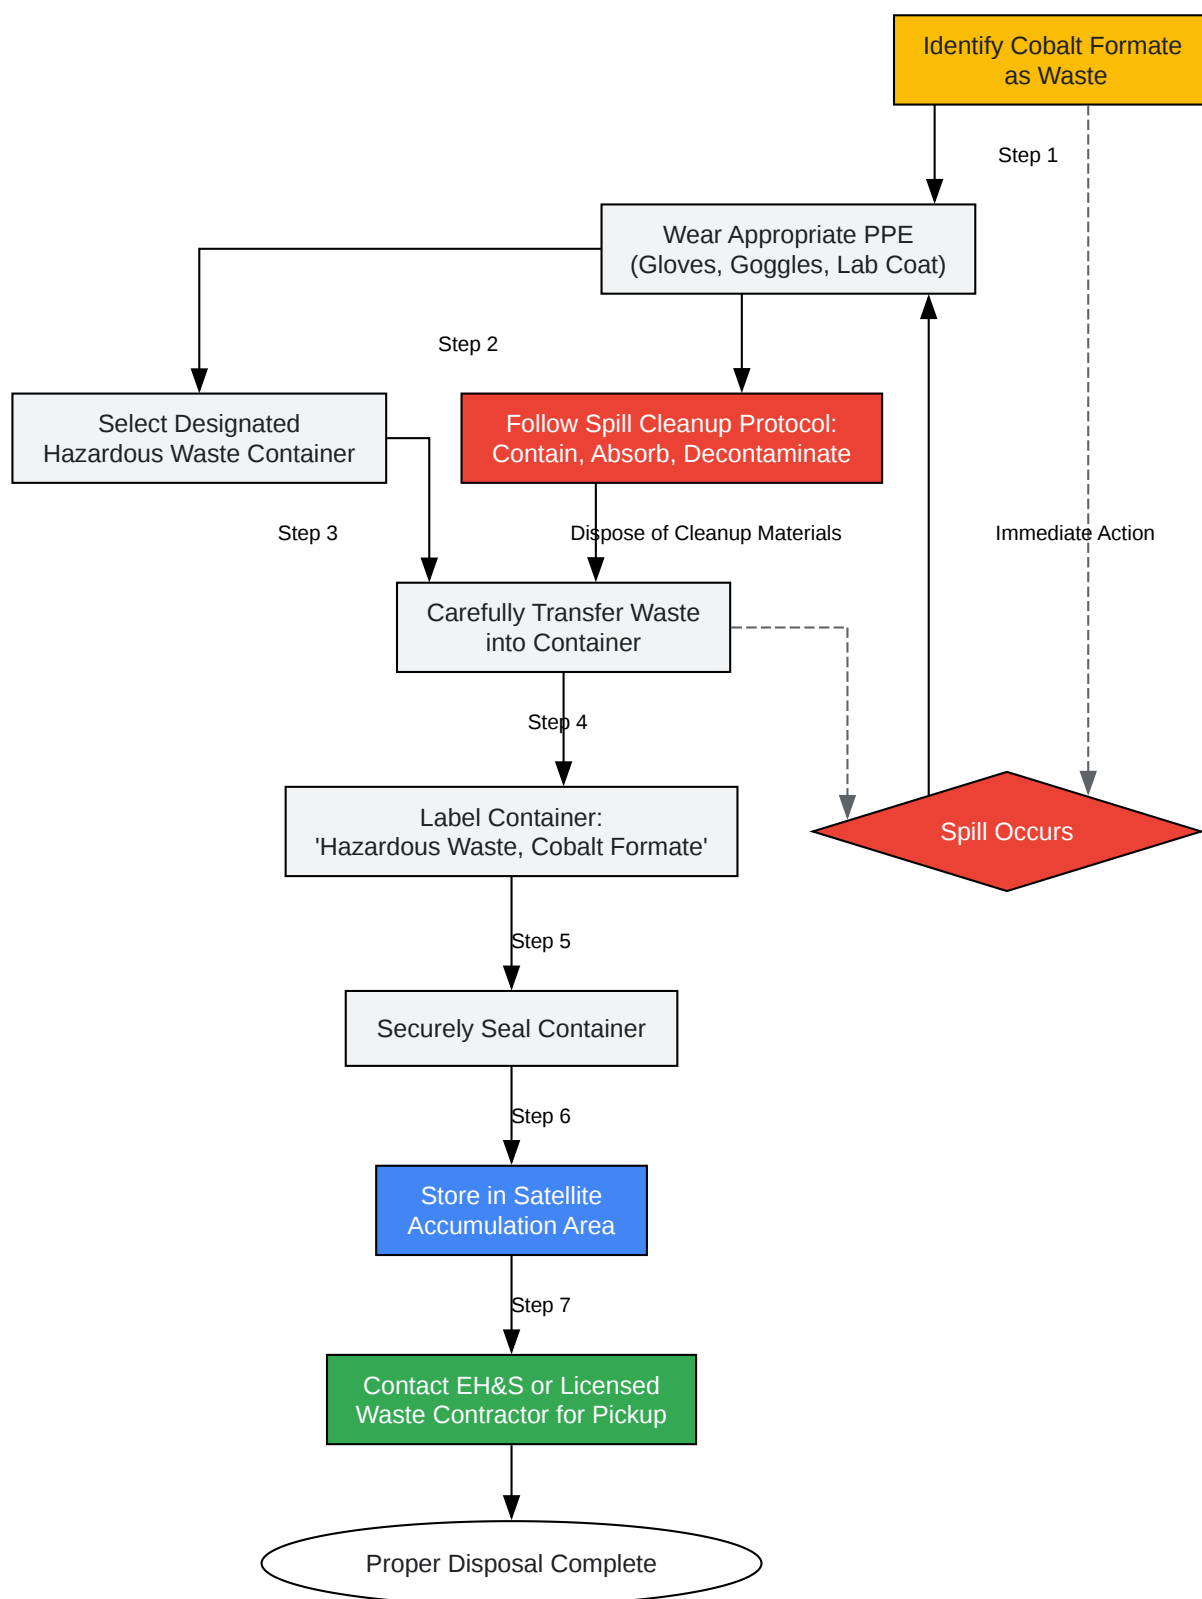 Identify Cobalt Formate
as Waste
Step 1
Wear Appropriate PPE
(Gloves, Goggles, Lab Coat)
Step 2
Select Designated
Hazardous Waste Container
Follow Spill Cleanup Protocol:
Contain, Absorb, Decontaminate
Step 3
Dispose of Cleanup Materials
Immediate Action
Carefully Transfer Waste
into Container
Step 4
Label Container:
'Hazardous Waste, Cobalt Formate'
Spill Occurs
Step 5
Securely Seal Container
Step 6
Store in Satellite
Accumulation Area
Step 7
Contact EH&S or Licensed
Waste Contractor for Pickup
Proper Disposal Complete